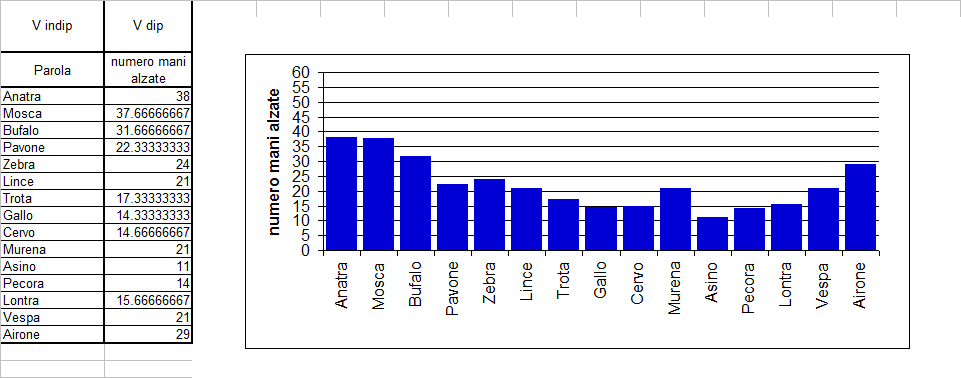 V indip V dip
Parola numero mani alzate
Anatra 38
Mosca 37.66666667
Bufalo 31.66666667
Pavone 22.33333333
Zebra 24
Lince 21
Trota 17.33333333
Gallo 14.33333333
Cervo 14.66666667
Murena 21
Asino 11
Pecora 14
Lontra 15.66666667
Vespa 21
Airone 29
numero mani alzate
60
55
50
45
40
35
30
25
20
15
10
5
0
Anatra
Mosca
Bufalo
Pavone
Zebra
Lince
Trota
Gallo
Cervo
Murena
Asino
Pecora
Lontra
Vespa
Airone